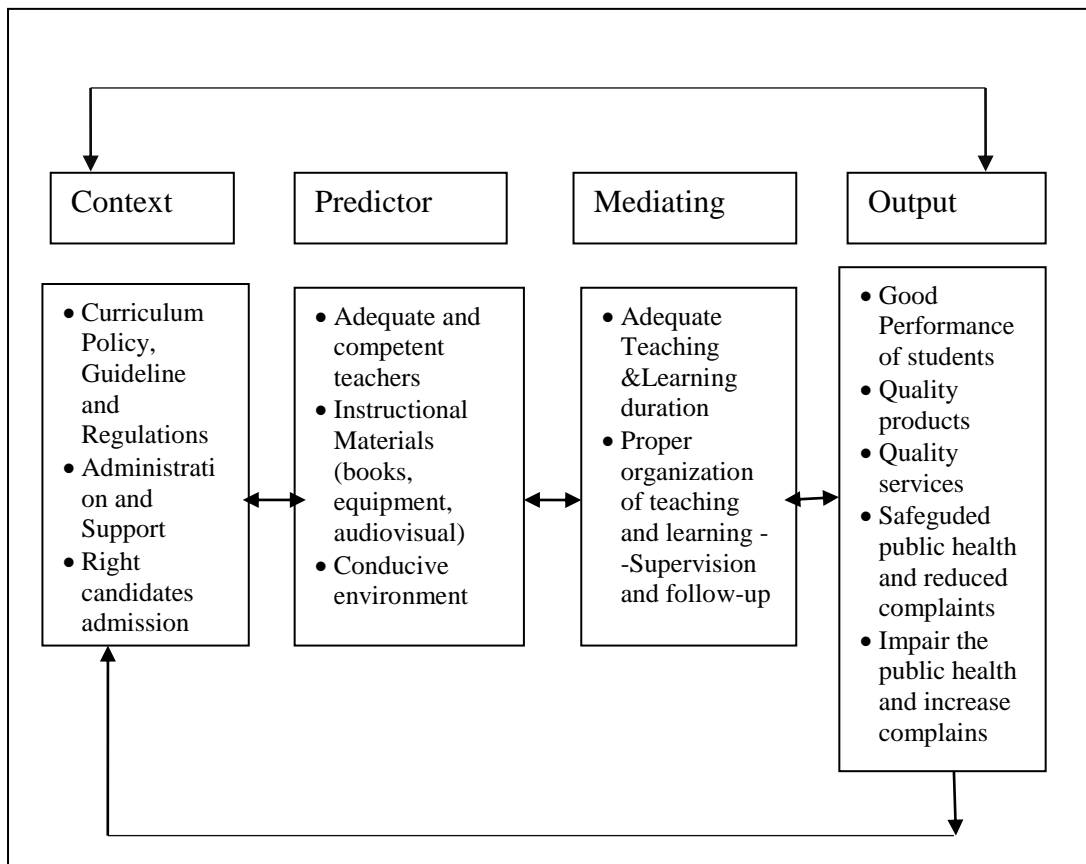 Context
Predictor
Mediating
Output
• Curriculum
Policy,
Guideline
and
Regulations
• Administrati
on and
Support
• Right
candidates
admission
• Adequate and
competent
teachers
• Instructional
Materials
(books,
equipment,
audiovisual)
• Conducive
environment
• Adequate
Teaching
&Learning
duration
• Proper
organization
of teaching
and learning -
-Supervision
and follow-up
• Good
Performance
of students
• Quality
products
• Quality
services
• Safeguded
public health
and reduced
complaints
• Impair the
public health
and increase
complains